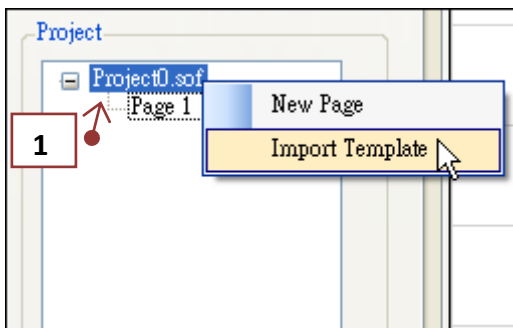 Project
Project0.sof
Page 1
New Page
Import Template
1